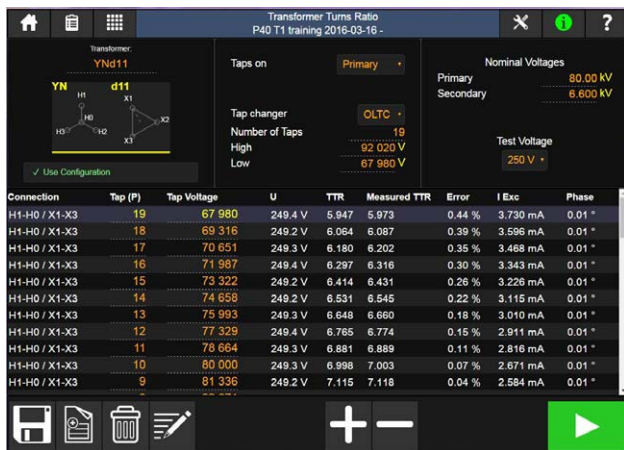 Transformer Turns Ratio
P40 T1 training 2016-03-16 -
i
?
Transformer:
YNd11
YN
d11
H1
H0
H3
H2
X1
X2
X3
✓ Use Configuration
Taps on
Primary
Tap changer
OLTC
Number of Taps
19
High
92 020 V
Low
67 980 V
Nominal Voltages
Primary
80.00 kV
Secondary
6.600 kV
Test Voltage
250 V
Connection Tap (P) Tap Voltage U TTR Measured TTR Error I Exc Phase
H1-H0 / X1-X3 19 67 980 249.4 V 5.947 5.973 0.44 % 3.730 mA 0.01 °
H1-H0 / X1-X3 18 69 316 249.2 V 6.064 6.087 0.39 % 3.596 mA 0.01 °
H1-H0 / X1-X3 17 70 651 249.3 V 6.180 6.202 0.35 % 3.468 mA 0.01 °
H1-H0 / X1-X3 16 71 987 249.4 V 6.297 6.316 0.30 % 3.343 mA 0.01 °
H1-H0 / X1-X3 15 73 322 249.2 V 6.414 6.431 0.26 % 3.226 mA 0.01 °
H1-H0 / X1-X3 14 74 658 249.2 V 6.531 6.545 0.22 % 3.115 mA 0.01 °
H1-H0 / X1-X3 13 75 993 249.3 V 6.648 6.660 0.18 % 3.010 mA 0.01 °
H1-H0 / X1-X3 12 77 329 249.4 V 6.765 6.774 0.15 % 2.911 mA 0.01 °
H1-H0 / X1-X3 11 78 664 249.3 V 6.881 6.889 0.11 % 2.816 mA 0.01 °
H1-H0 / X1-X3 10 80 000 249.3 V 6.998 7.003 0.07 % 2.671 mA 0.01 °
H1-H0 / X1-X3 9 81 336 249.2 V 7.115 7.118 0.04 % 2.584 mA 0.01 °